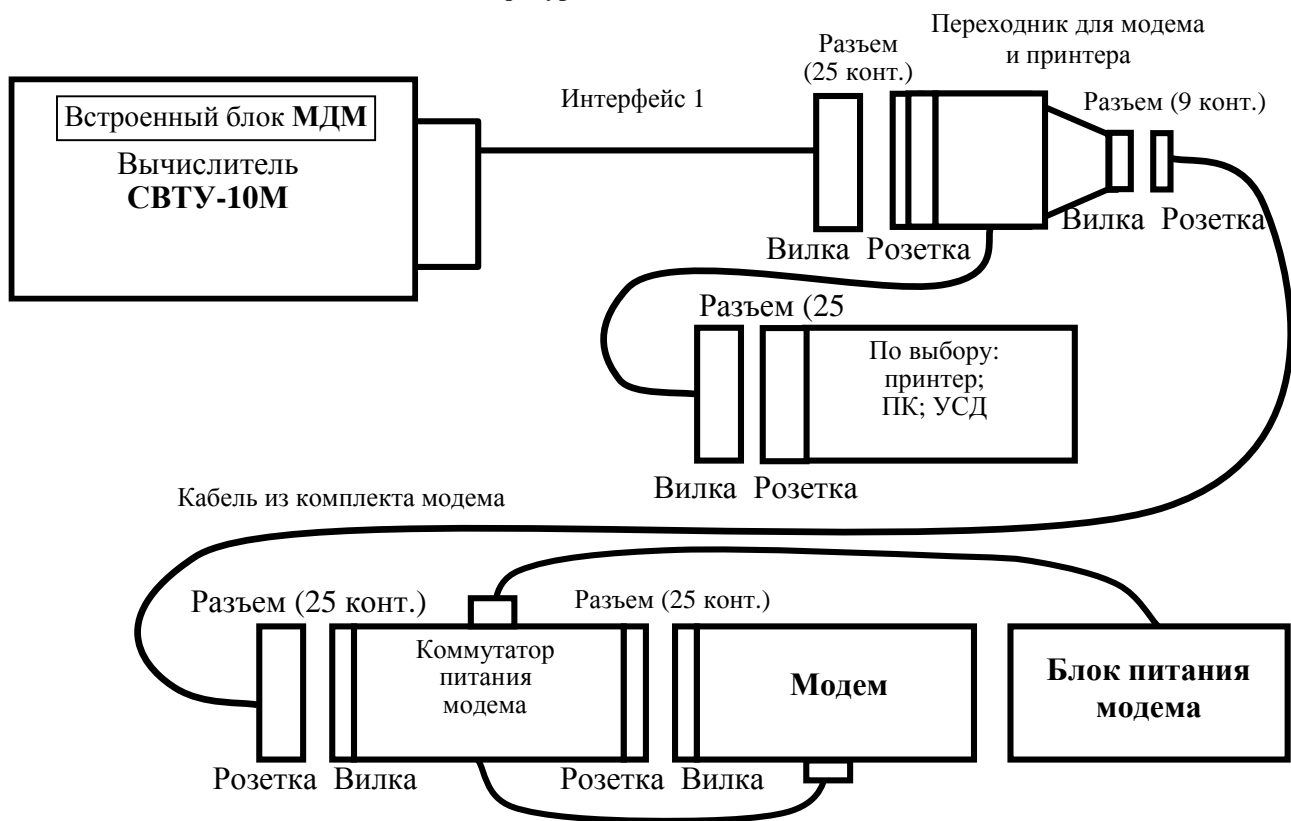 Переходник для модема
и принтера
Разъем
(25 конт.)
Интерфейс 1
Разъем (9 конт.)
Встроенный блок МДМ
Вычислитель
СВТУ-10М
Вилка Розетка
Вилка Розетка
Разъем (25
По выбору:
принтер;
ПК; УСД
Вилка Розетка
Кабель из комплекта модема
Разъем (25 конт.)
Разъем (25 конт.)
Коммутатор
питания
модема
Модем
Блок питания
модема
Розетка Вилка
Розетка Вилка